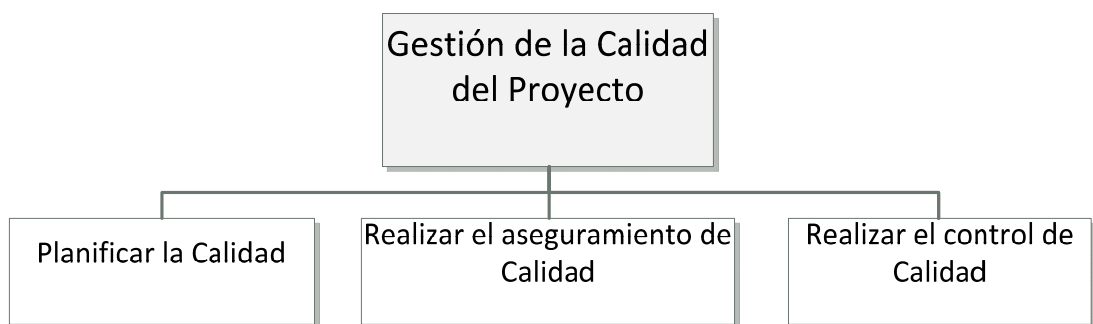 Gestión de la Calidad
del Proyecto
Planificar la Calidad
Realizar el aseguramiento de
Calidad
Realizar el control de
Calidad